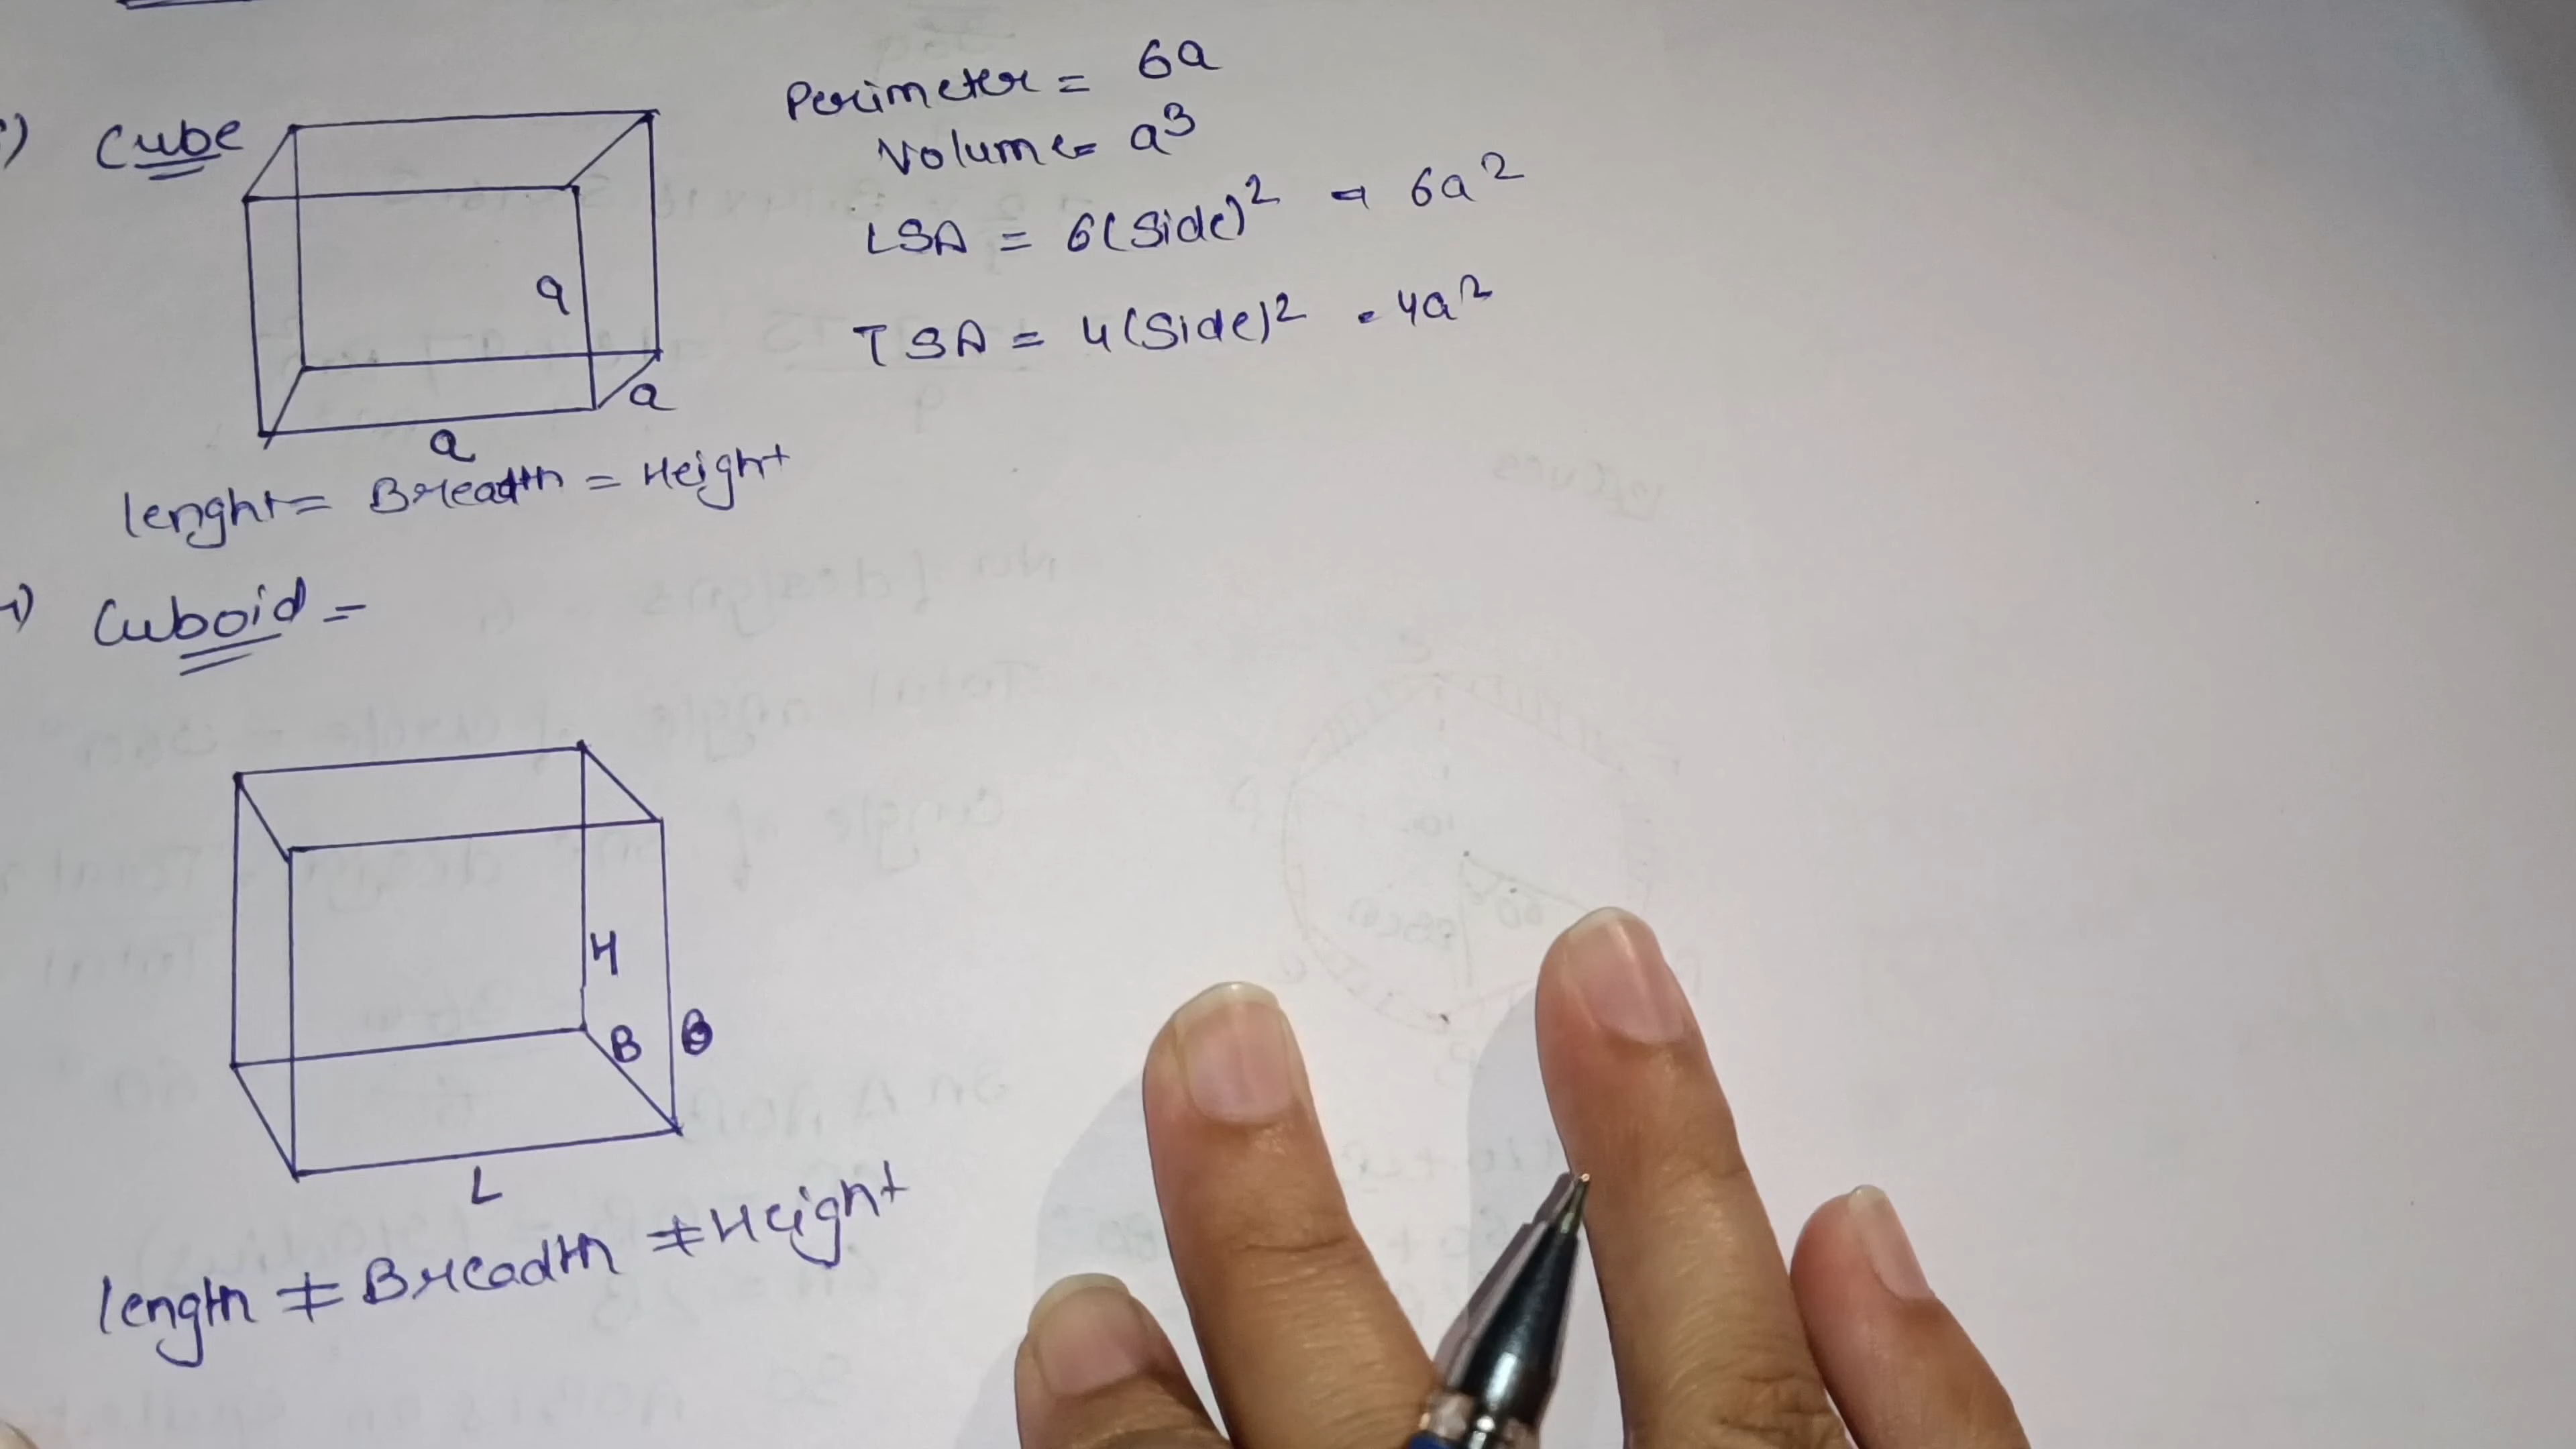 Cube
Perimeter = 6a
Volume = a³
LSA = 6(Side)² = 6a²
TSA = 4(Side)² = 4a²
a
a
a
lenght = Breadth = Height
Cuboid =
H
B
L
length ≠ Breadth ≠ Height